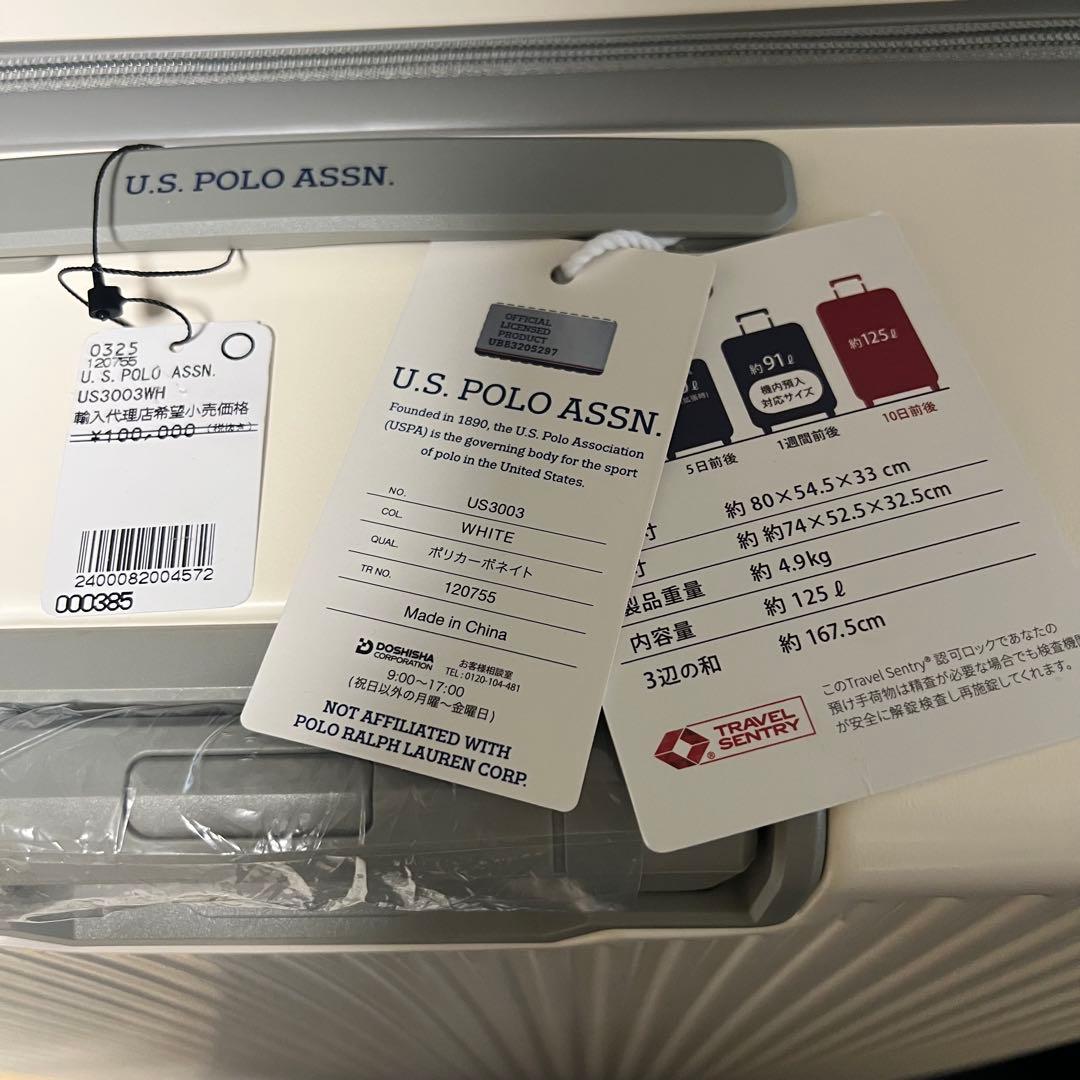 U.S. POLO ASSN.
0325
120755
U.S. POLO ASSN.
US3003WH
輸入代理店希望小売価格
¥100,000 (税抜き)
2400082004572
000385
OFFICIAL
LICENSED
PRODUCT
UBB3205297
U.S. POLO ASSN.
Founded in 1890, the U.S. Polo Association
(USPA) is the governing body for the sport
of polo in the United States.
NO. US3003
COL. WHITE
QUAL. ポリカーボネイト
TR NO. 120755
Made in China
DOSHISHA
CORPORATION
お客様相談室
TEL:0120-104-481
9:00～17:00
(祝日以外の月曜～金曜日)
NOT AFFILIATED WITH
POLO RALPH LAUREN CORP.
約91ℓ
機内預入
対応サイズ
約125ℓ
5日前後
1週間前後
10日前後
寸 約 80×54.5×33 cm
寸 約 約74×52.5×32.5cm
製品重量 約 4.9kg
内容量 約 125 ℓ
3辺の和 約 167.5cm
TRAVEL
SENTRY
®
このTravel Sentry® 認可ロックであなたの
預け手荷物は精査が必要な場合でも検査機
が安全に解錠検査し再施錠してくれます。